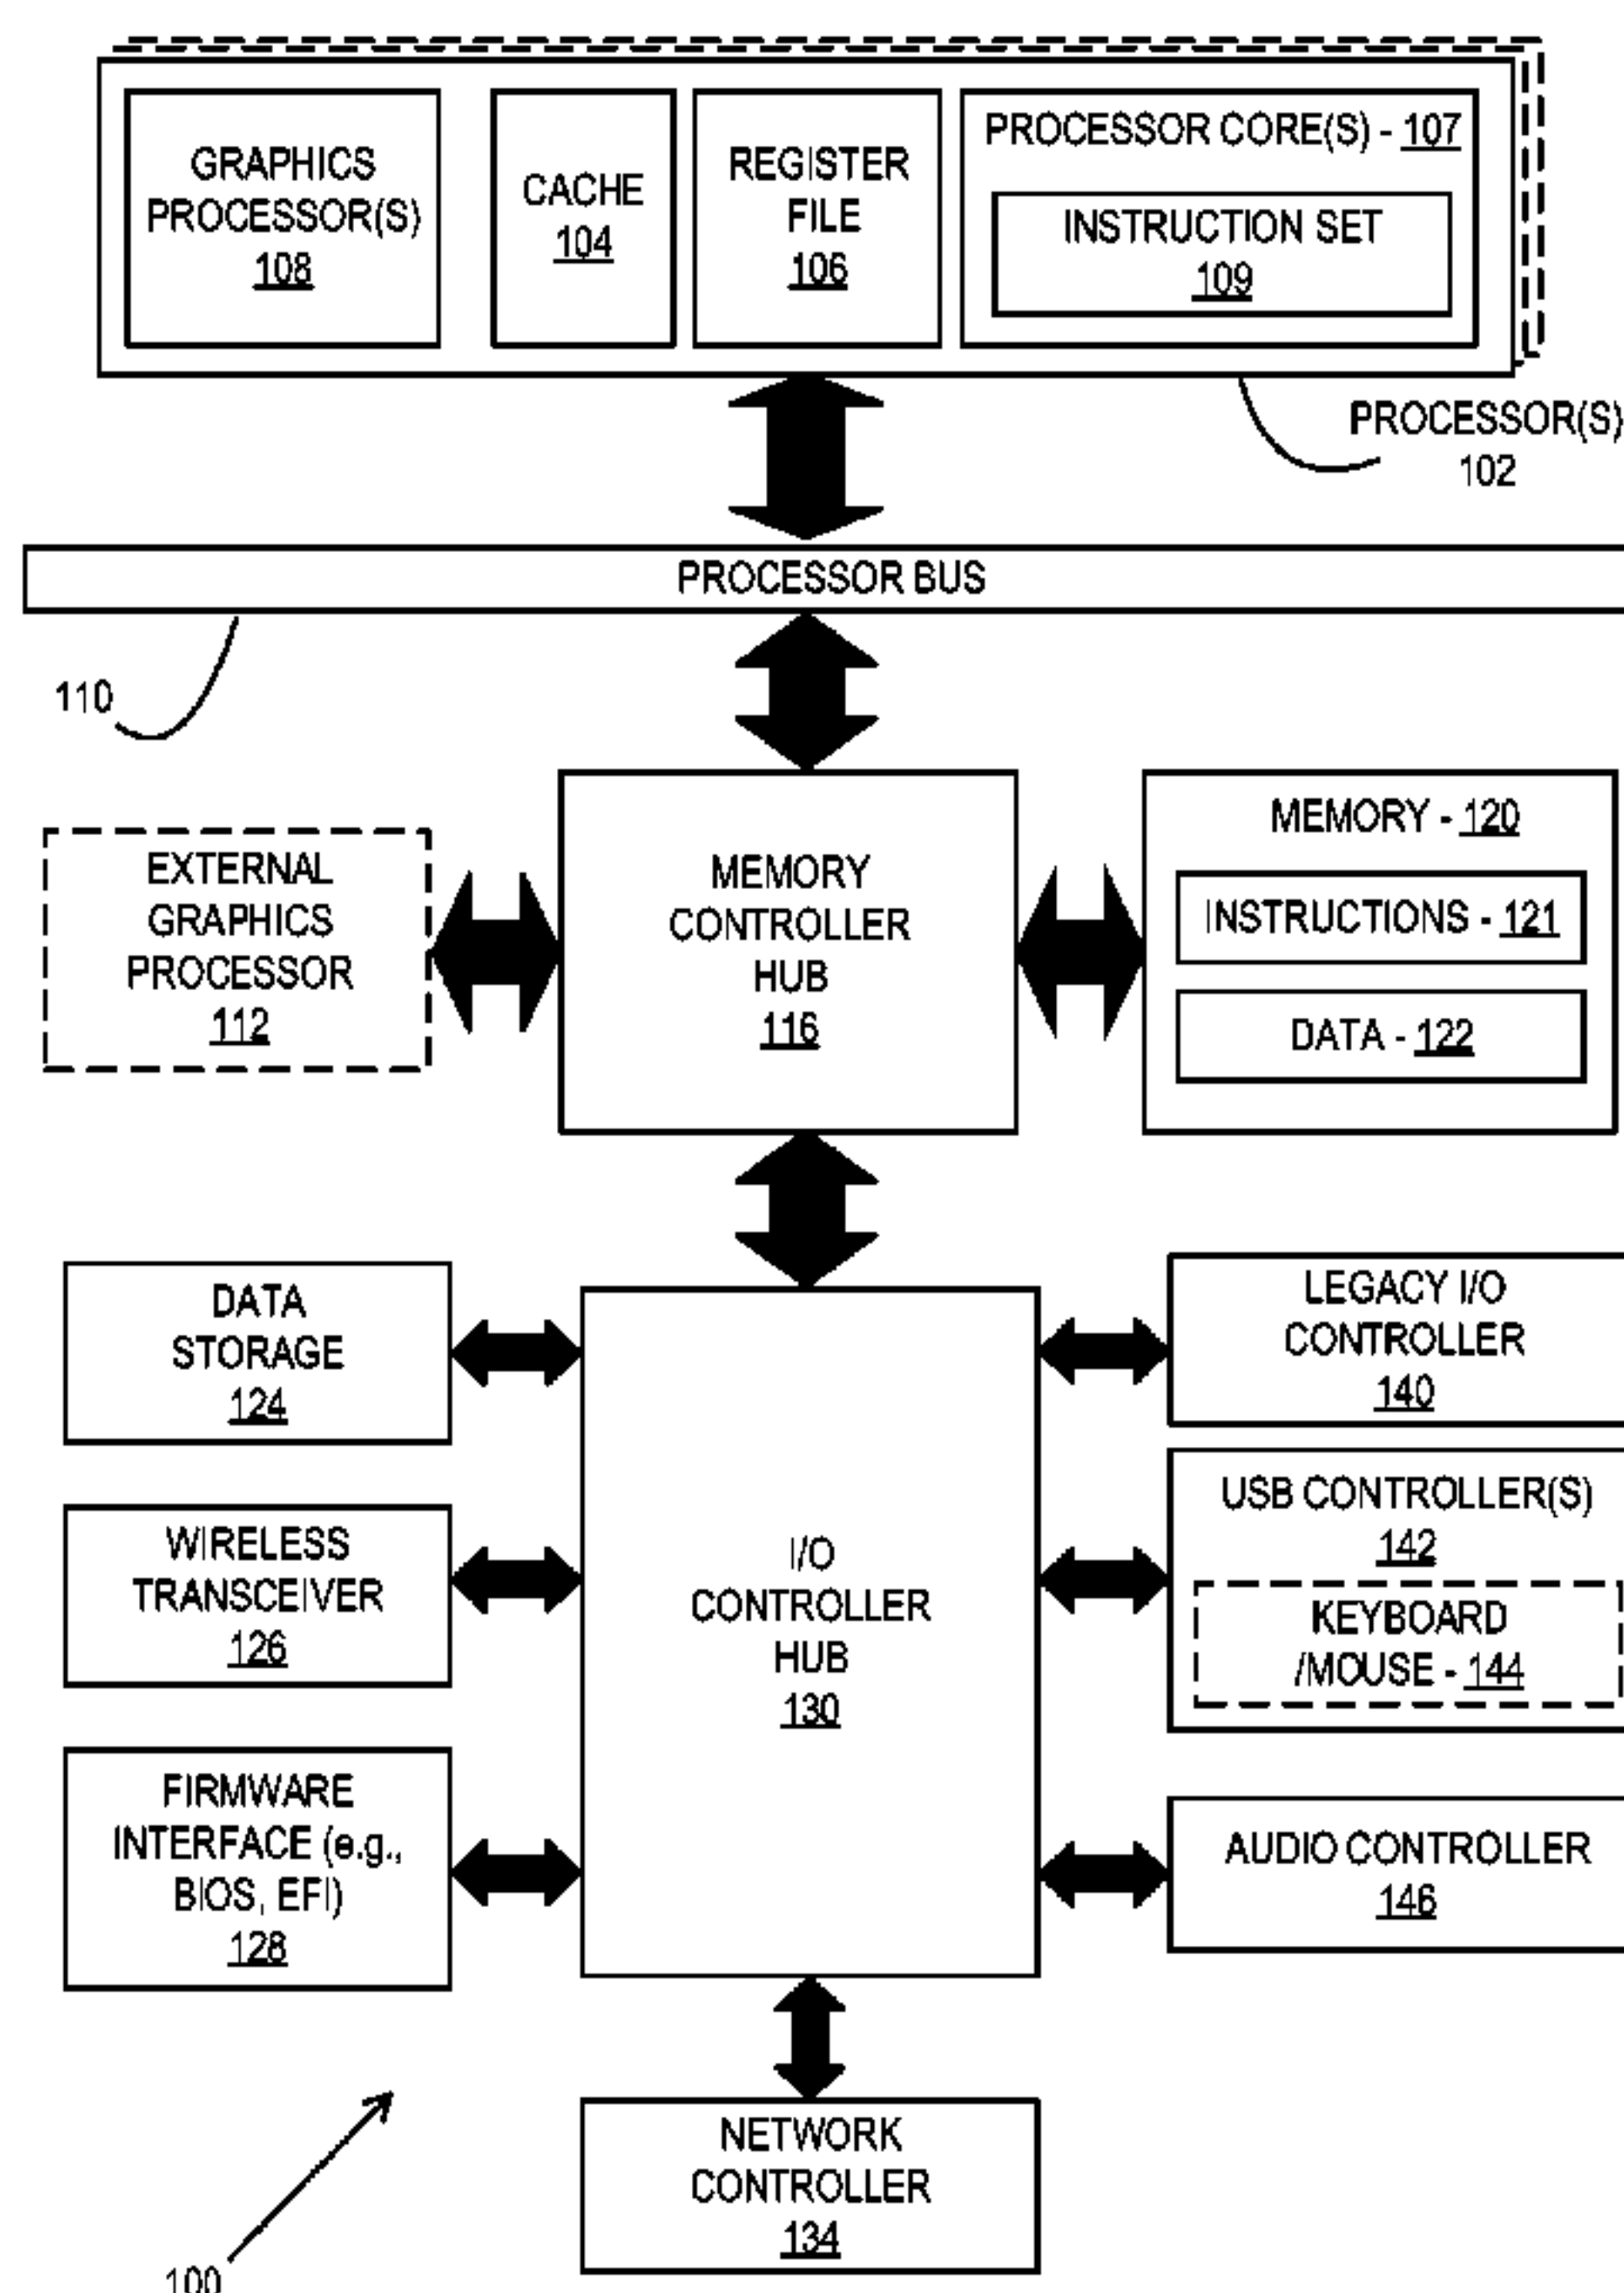 GRAPHICS
PROCESSOR(S)
108
CACHE
104
REGISTER
FILE
106
PROCESSOR CORE(S) - 107
INSTRUCTION SET
109
PROCESSOR(S)
102
PROCESSOR BUS
110
EXTERNAL
GRAPHICS
PROCESSOR
112
MEMORY
CONTROLLER
HUB
116
MEMORY - 120
INSTRUCTIONS - 121
DATA - 122
DATA
STORAGE
124
WIRELESS
TRANSCEIVER
126
FIRMWARE
INTERFACE (e.g.,
BIOS, EFI)
128
I/O
CONTROLLER
HUB
130
LEGACY I/O
CONTROLLER
140
USB CONTROLLER(S)
142
KEYBOARD
/MOUSE - 144
AUDIO CONTROLLER
146
NETWORK
CONTROLLER
134
100